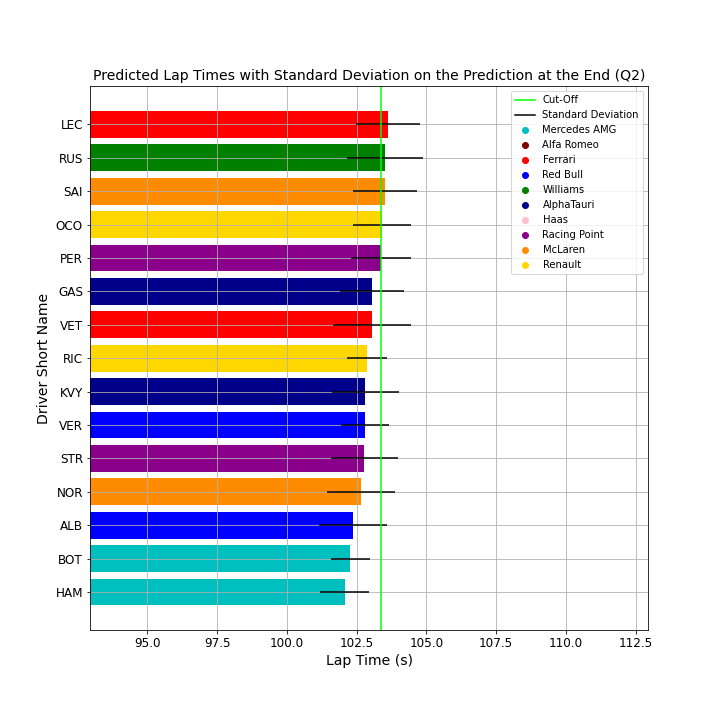 Predicted Lap Times with Standard Deviation on the Prediction at the End (Q2)
Cut-Off
Standard Deviation
Mercedes AMG
Alfa Romeo
Ferrari
Red Bull
Williams
AlphaTauri
Haas
Racing Point
McLaren
Renault
Driver Short Name
LEC
RUS
SAI
OCO
PER
GAS
VET
RIC
KVY
VER
STR
NOR
ALB
BOT
HAM
95.0 97.5 100.0 102.5 105.0 107.5 110.0 112.5
Lap Time (s)